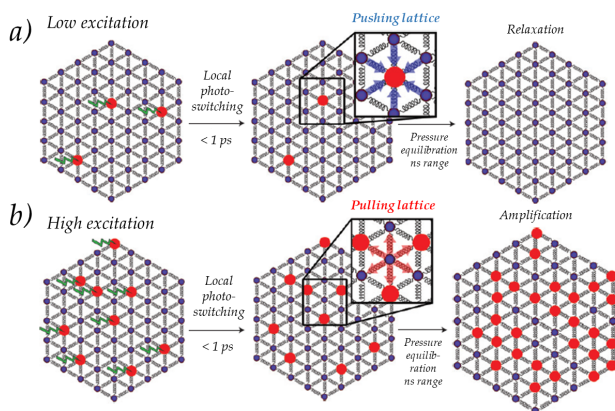 a)
Low excitation
Pushing lattice
Relaxation
Local
photo-
switching
< 1 ps
Pressure
equilibration
ns range
b)
High excitation
Pulling lattice
Amplification
Local
photo-
switching
< 1 ps
Pressure
equilib-
ration
ns range